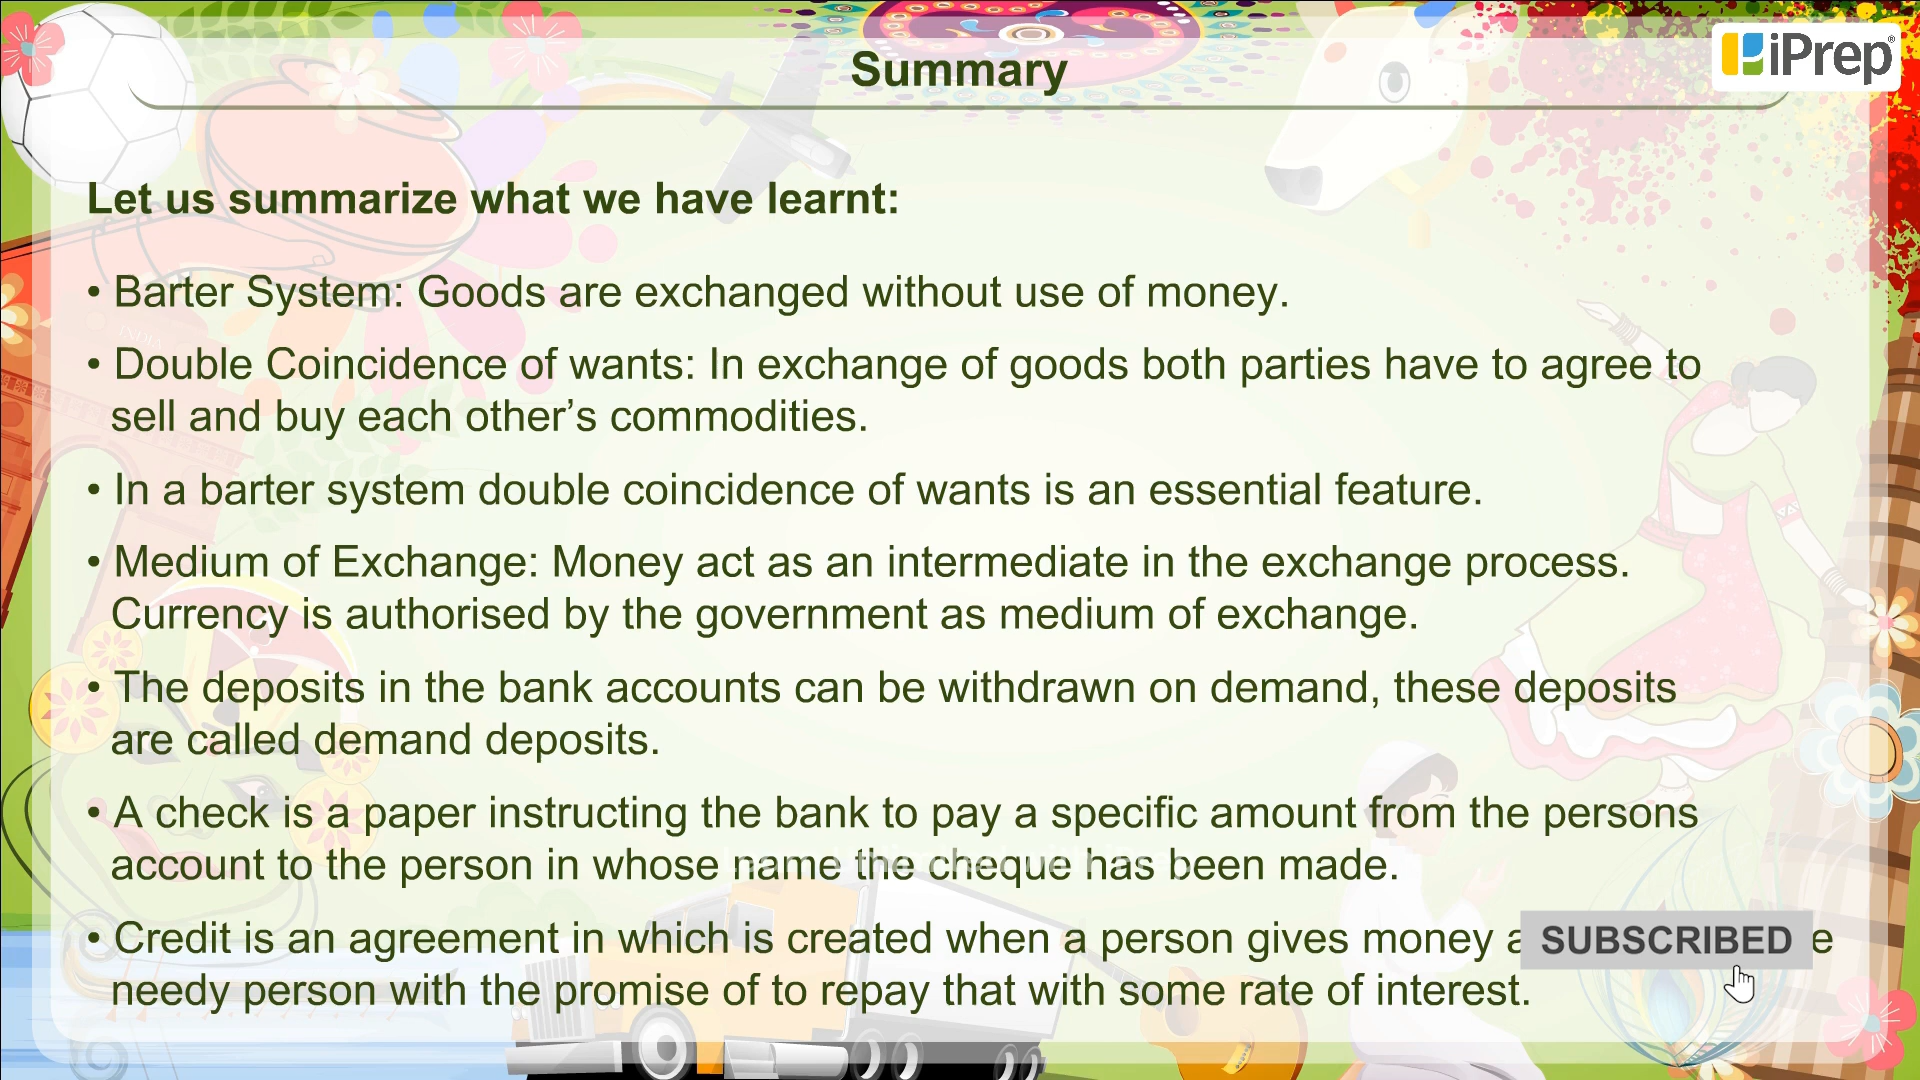 Summary
iPrep
Let us summarize what we have learnt:
• Barter System: Goods are exchanged without use of money.
• Double Coincidence of wants: In exchange of goods both parties have to agree to
sell and buy each other's commodities.
• In a barter system double coincidence of wants is an essential feature.
• Medium of Exchange: Money act as an intermediate in the exchange process.
Currency is authorised by the government as medium of exchange.
• The deposits in the bank accounts can be withdrawn on demand, these deposits
are called demand deposits.
• A check is a paper instructing the bank to pay a specific amount from the persons
account to the person in whose name the cheque has been made.
• Credit is an agreement in which is created when a person gives money
SUBSCRIBED
needy person with the promise of to repay that with some rate of interest.
INDIA